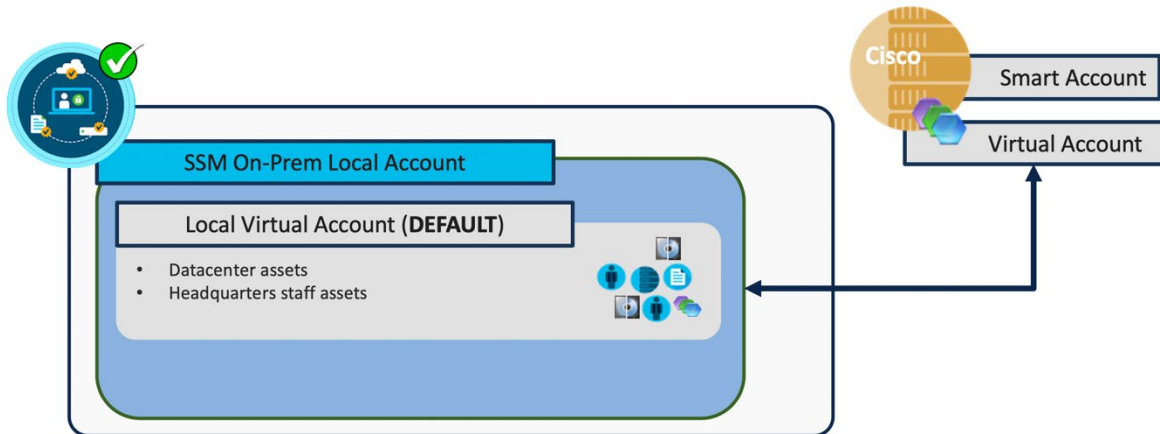 Cisco
Smart Account
Virtual Account
SSM On-Prem Local Account
Local Virtual Account (DEFAULT)
• Datacenter assets
• Headquarters staff assets